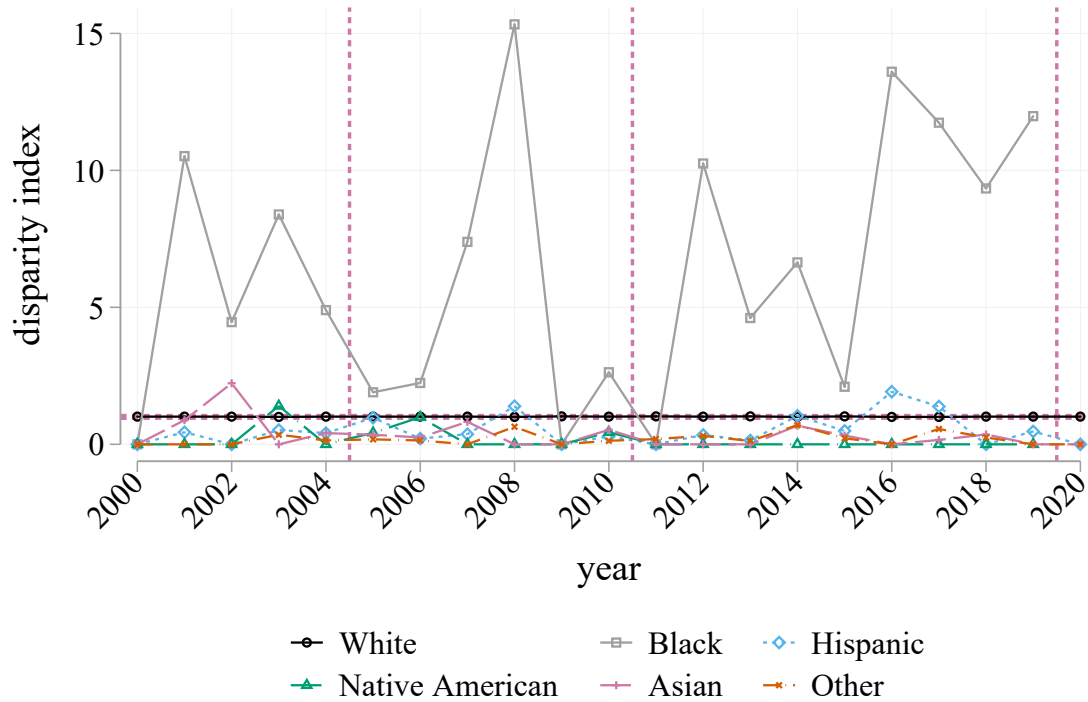 disparity index
15
10
5
0
2000 2002 2004 2006 2008 2010 2012 2014 2016 2018 2020
year
White Black Hispanic
Native American Asian Other